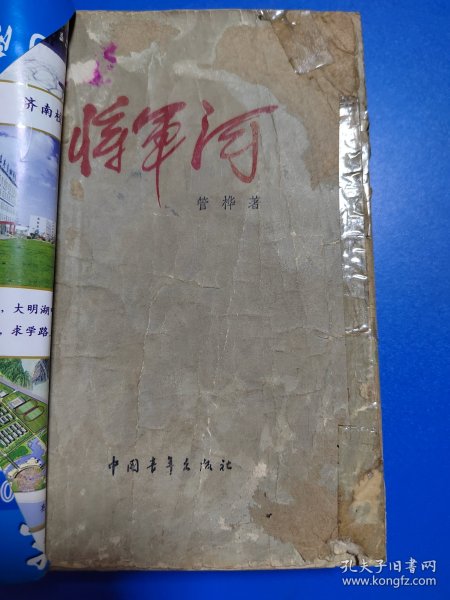 将军河
管桦著
中国青年出版社
济南
，大明湖
，求学路
孔夫子旧书网
www.kongfz.com